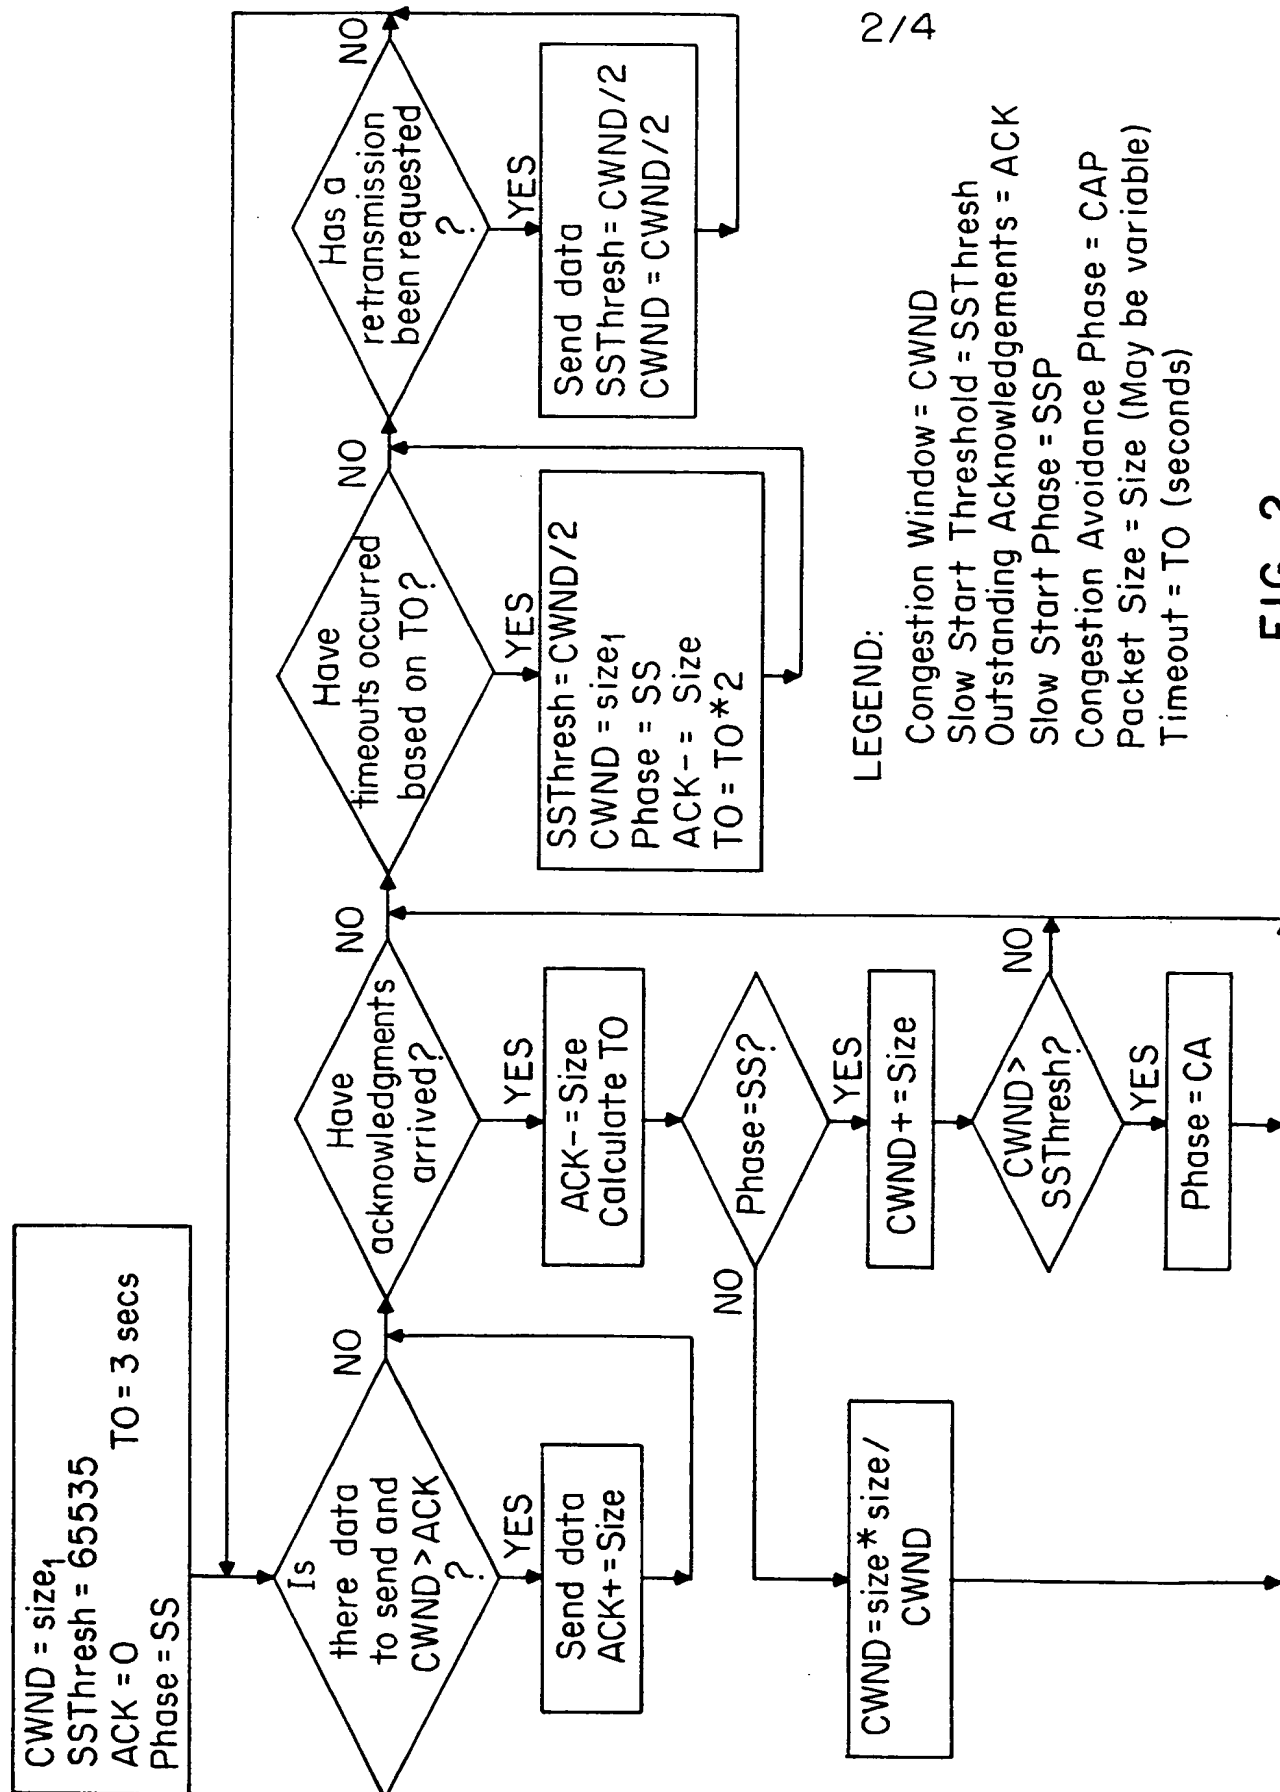 2/4
CWND = size₁
SSThresh = 65535
ACK = 0 TO = 3 secs
Phase = SS
Is
there data
to send and
CWND > ACK
?
NO
YES
Send data
ACK+ = Size
Have
acknowledgments
arrived?
NO
YES
ACK- = Size
Calculate TO
Phase = SS?
NO
YES
CWND = size * size/
CWND
CWND+ = Size
CWND >
SSThresh?
NO
YES
Phase = CA
Have
timeouts occurred
based on TO?
NO
YES
SSThresh = CWND/2
CWND = size₁
Phase = SS
ACK- = Size
TO = TO*2
Has a
retransmission
been requested
?
NO
YES
Send data
SSThresh = CWND/2
CWND = CWND/2
LEGEND:
Congestion Window = CWND
Slow Start Threshold = SSThresh
Outstanding Acknowledgements = ACK
Slow Start Phase = SSP
Congestion Avoidance Phase = CAP
Packet Size = Size (May be variable)
Timeout = TO (seconds)
FIG. 2